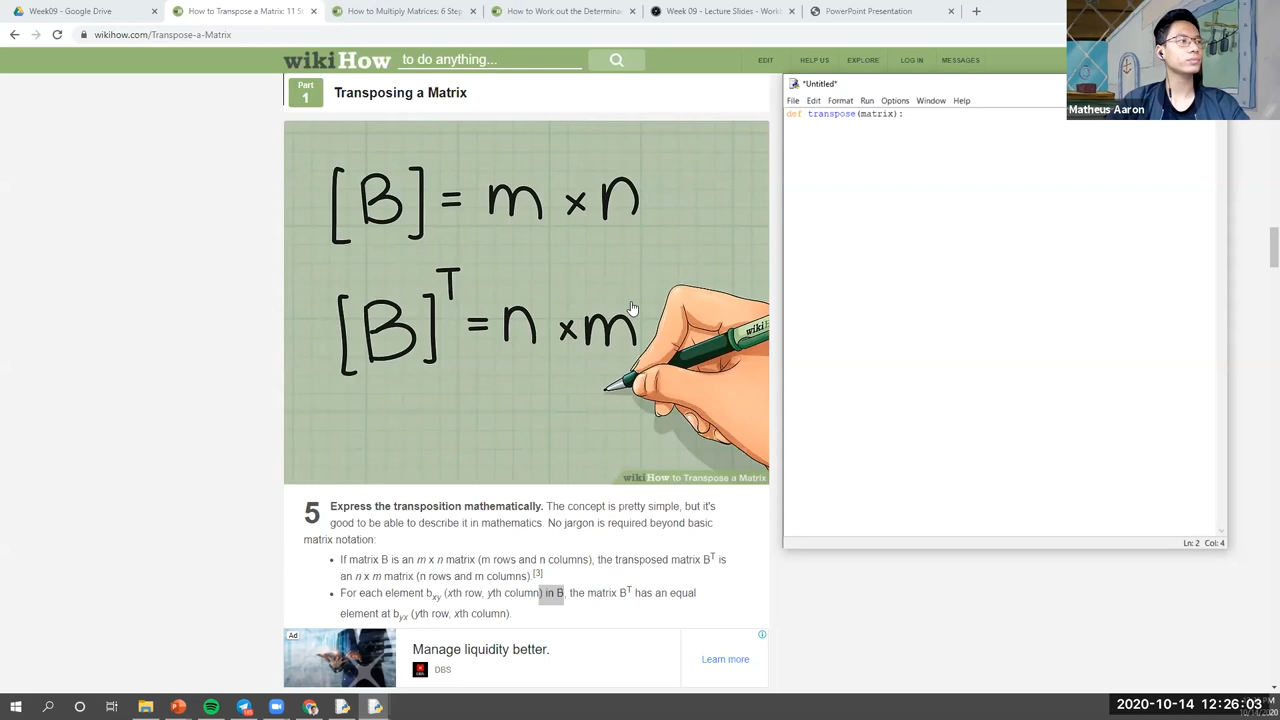 Week09 - Google Drive
How to Transpose a Matrix: 11 St
How to Multiply Matrices: 6 Step
How to Work out the Determina
Week 09 - Lecture Slides - Work
PowerPoint Presentation
wikihow.com/Transpose-a-Matrix
wikiHow to do anything...
EDIT
HELP US
EXPLORE
LOG IN
MESSAGES
Part
1
Transposing a Matrix
[B] = m × n
[B]ᵀ = n × m
wiki
wikiHow to Transpose a Matrix
5
Express the transposition mathematically. The concept is pretty simple, but it's
good to be able to describe it in mathematics. No jargon is required beyond basic
matrix notation:
• If matrix B is an m x n matrix (m rows and n columns), the transposed matrix Bᵀ is
an n x m matrix (n rows and m columns).[3]
• For each element bxy (xth row, yth column) in B, the matrix Bᵀ has an equal
element at byx (yth row, xth column).
Ad
Manage liquidity better.
DBS
Learn more
*Untitled*
File Edit Format Run Options Window Help
def transpose(matrix):
Ln: 2 Col: 4
Matheus Aaron
2020-10-14 12:26:03